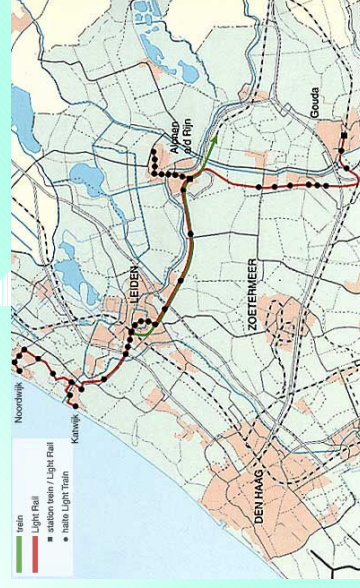 Noordwijk
Katwijk
LEIDEN
Alphen
a/d Rijn
Gouda
ZOETERMEER
DEN HAAG
trein
Light Rail
station trein / Light Rail
halte Light Train